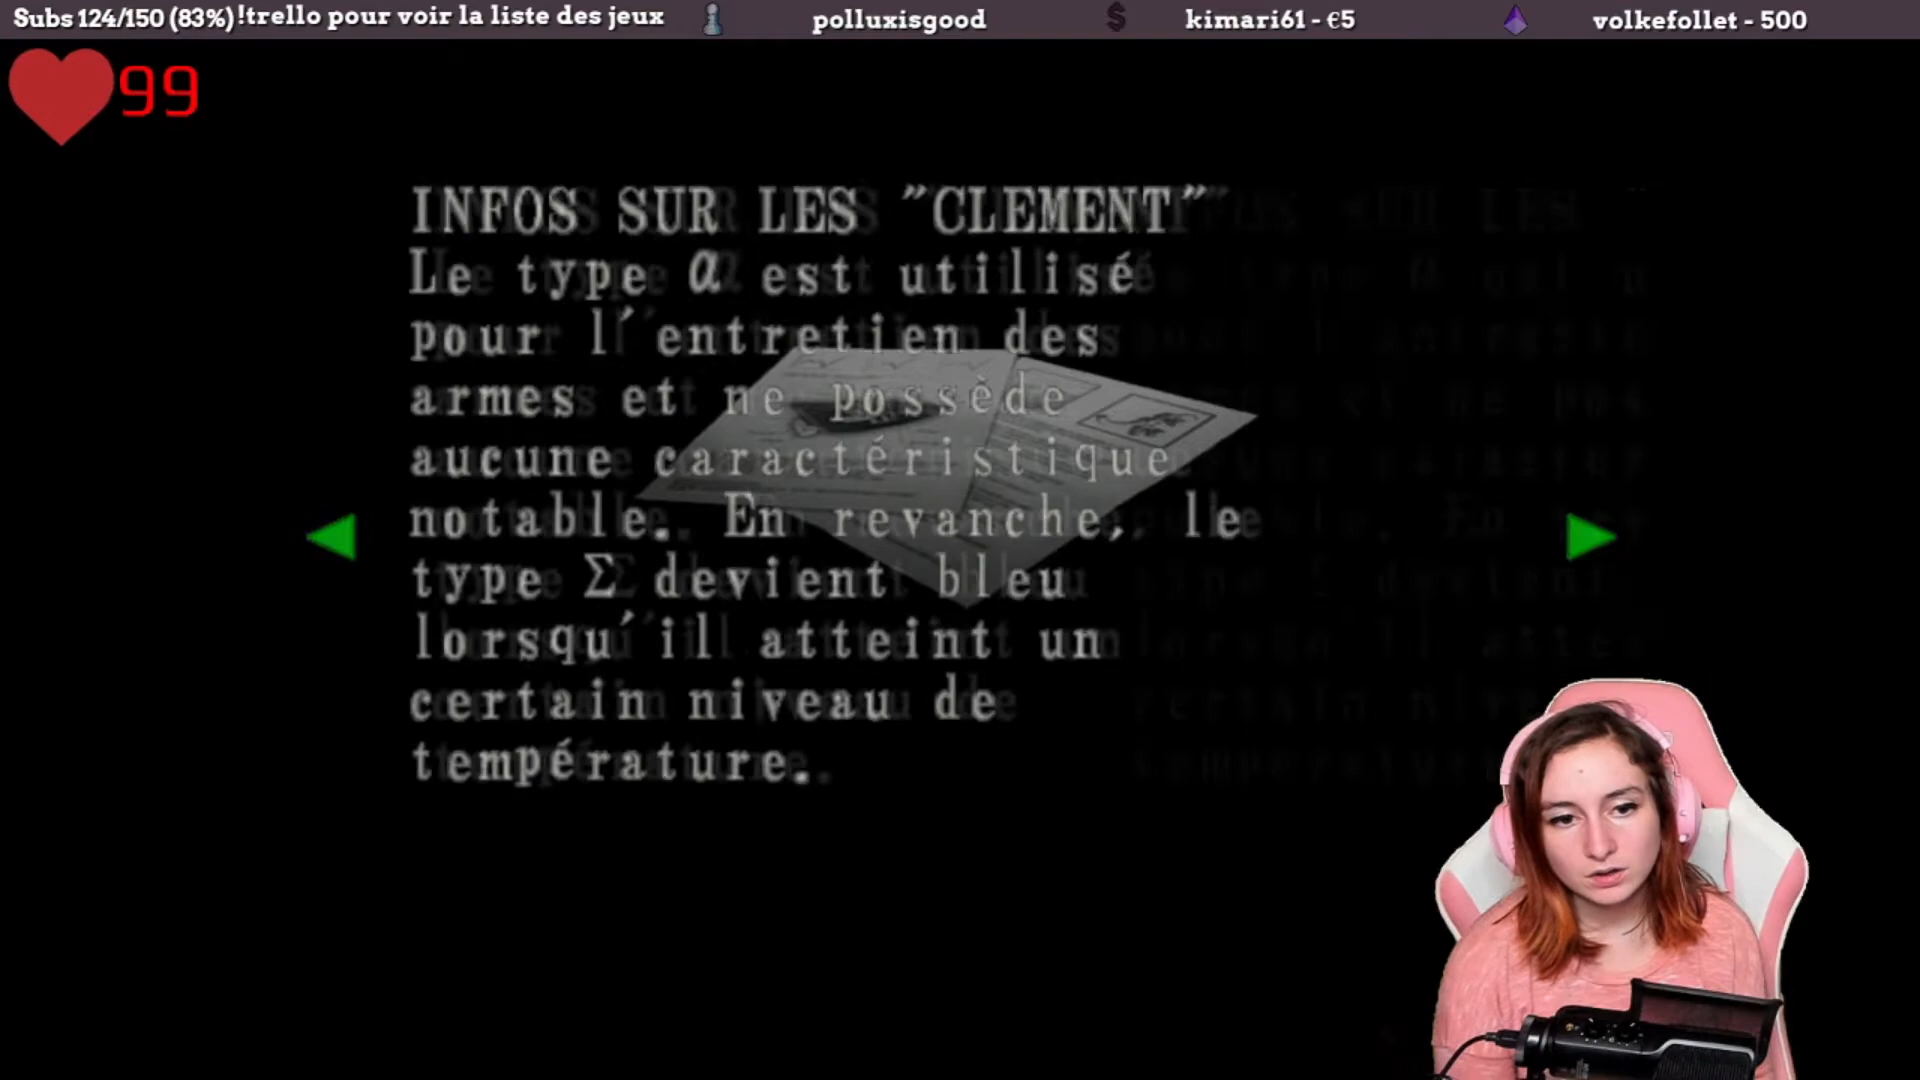 Subs 124/150 (83%) !trello pour voir la liste des jeux polluxisgood kimari61 - €5 volkefollet - 500
99
INFOS SUR LES "CLEMENT"
Le type α est utilisé
pour l'entretien des
armes et ne possède
aucune caractéristique
notable. En revanche, le
type Σ devient bleu
lorsqu'il atteint un
certain niveau de
température.